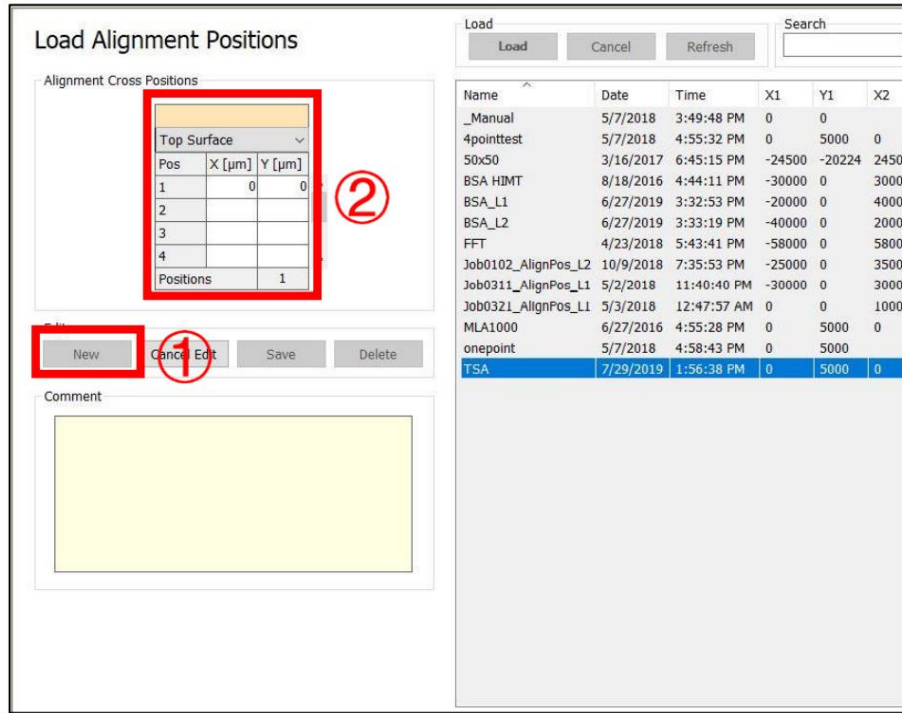 Load Alignment Positions
Alignment Cross Positions
Top Surface
Pos X [µm] Y [µm]
1 0 0
2
3
4
Positions 1
②
Edit
New Cancel Edit Save Delete
①
Comment
Load
Load Cancel Refresh
Search
Name Date Time X1 Y1 X2
_Manual 5/7/2018 3:49:48 PM 0 0
4pointtest 5/7/2018 4:55:32 PM 0 5000 0
50x50 3/16/2017 6:45:15 PM -24500 -20224 2450
BSA HIMT 8/18/2016 4:44:11 PM -30000 0 3000
BSA_L1 6/27/2019 3:32:53 PM -20000 0 4000
BSA_L2 6/27/2019 3:33:19 PM -40000 0 2000
FFT 4/23/2018 5:43:41 PM -58000 0 5800
Job0102_AlignPos_L2 10/9/2018 7:35:53 PM -25000 0 3500
Job0311_AlignPos_L1 5/2/2018 11:40:40 PM -30000 0 3000
Job0321_AlignPos_L1 5/3/2018 12:47:57 AM 0 0 1000
MLA1000 6/27/2016 4:55:28 PM 0 5000 0
onepoint 5/7/2018 4:58:43 PM 0 5000
TSA 7/29/2019 1:56:38 PM 0 5000 0